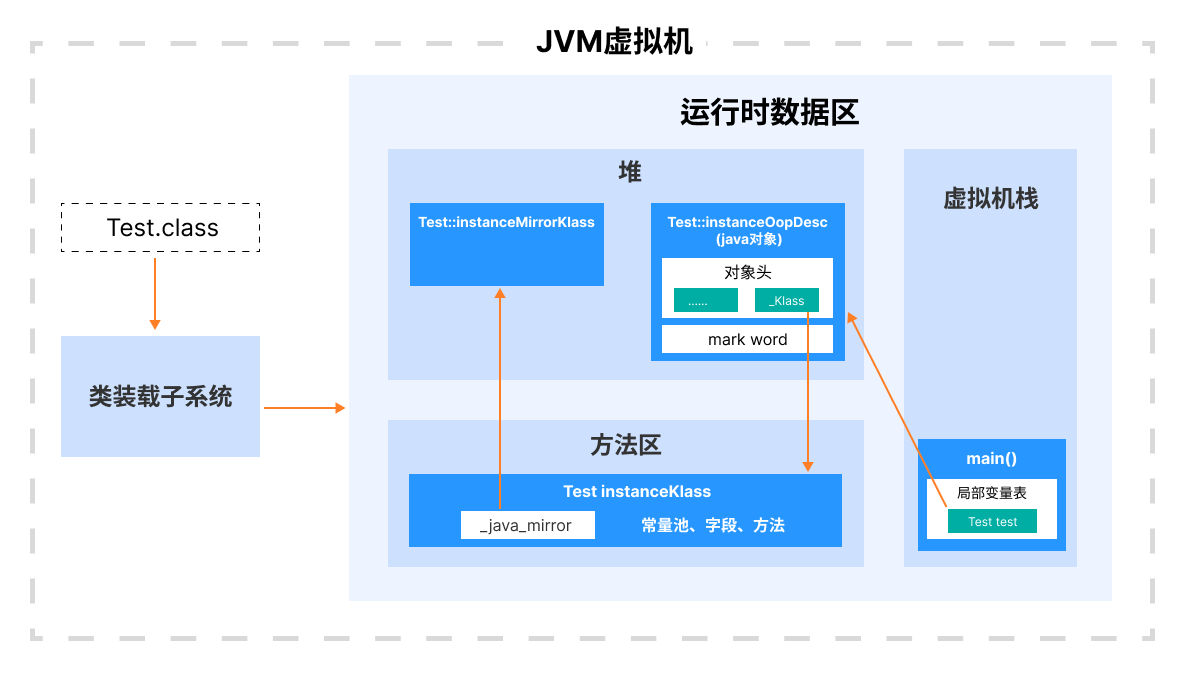 JVM虚拟机
运行时数据区
Test.class
类装载子系统
堆
Test::instanceMirrorKlass
Test::instanceOopDesc
(java对象)
对象头
......
_Klass
mark word
方法区
Test instanceKlass
_java_mirror
常量池、字段、方法
虚拟机栈
main()
局部变量表
Test test